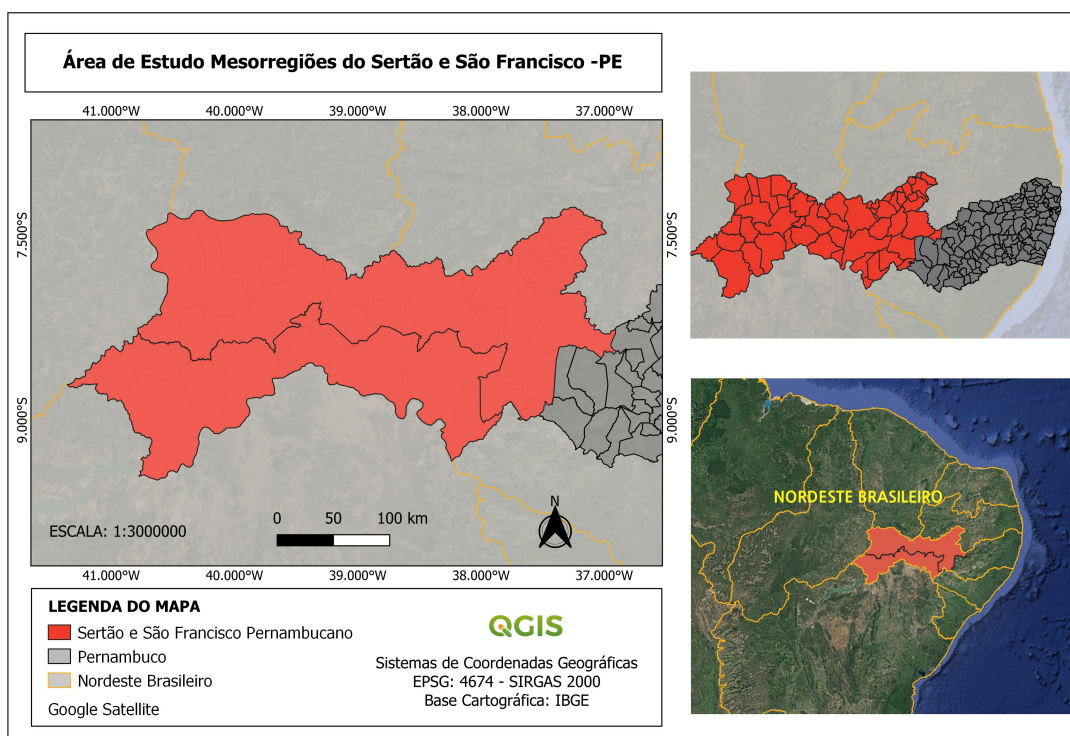 Área de Estudo Mesorregiões do Sertão e São Francisco -PE
41.000°W 40.000°W 39.000°W 38.000°W 37.000°W
7.500°S
9.000°S
7.500°S
9.000°S
N
ESCALA: 1:3000000
0 50 100 km
41.000°W 40.000°W 39.000°W 38.000°W 37.000°W
LEGENDA DO MAPA
Sertão e São Francisco Pernambucano
Pernambuco
Nordeste Brasileiro
Google Satellite
QGIS
Sistemas de Coordenadas Geográficas
EPSG: 4674 - SIRGAS 2000
Base Cartográfica: IBGE
NORDESTE BRASILEIRO